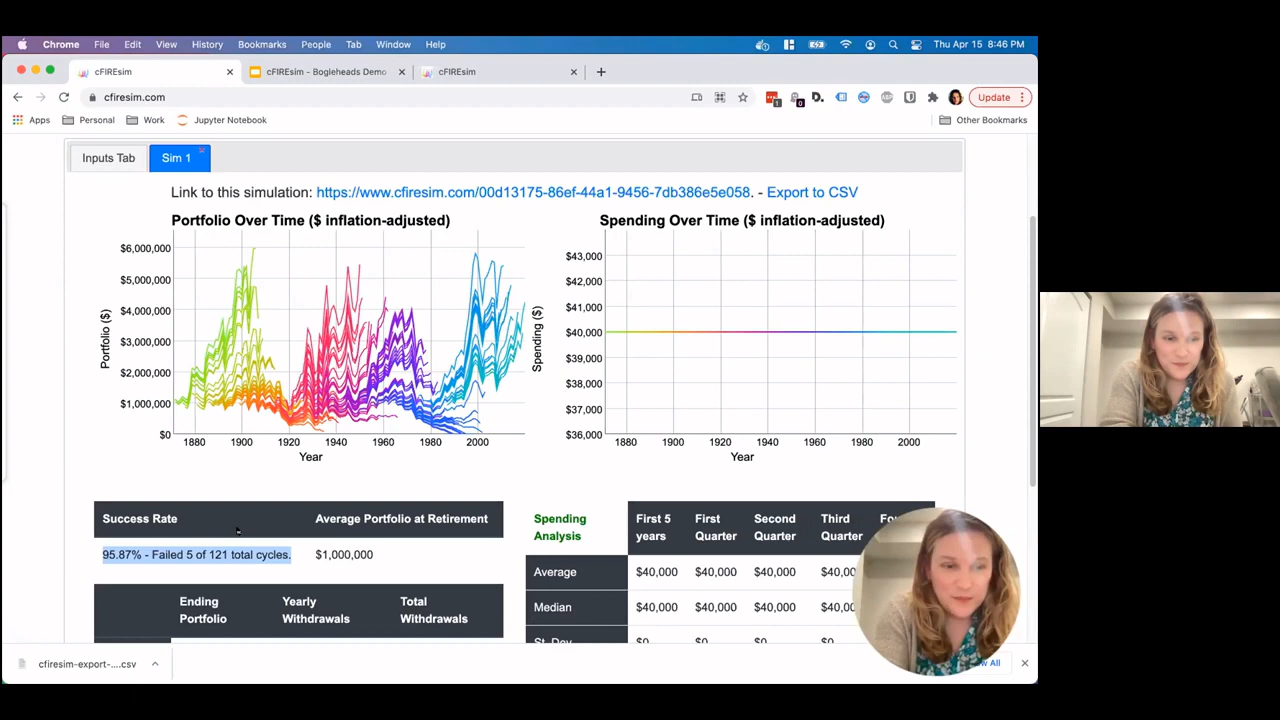 Chrome File Edit View History Bookmarks People Tab Window Help Thu Apr 15 8:46 PM
cFIREsim cFIREsim - Bogleheads Demo cFIREsim
cfiresim.com Update
Apps Personal Work Jupyter Notebook Other Bookmarks
Inputs Tab Sim 1
Link to this simulation: https://www.cfiresim.com/00d13175-86ef-44a1-9456-7db386e5e058. - Export to CSV
Portfolio Over Time ($ inflation-adjusted)
$6,000,000
$5,000,000
$4,000,000
$3,000,000
$2,000,000
$1,000,000
$0
Portfolio ($)
1880 1900 1920 1940 1960 1980 2000
Year
Spending Over Time ($ inflation-adjusted)
$43,000
$42,000
$41,000
$40,000
$39,000
$38,000
$37,000
$36,000
Spending ($)
1880 1900 1920 1940 1960 1980 2000
Year
Success Rate Average Portfolio at Retirement
95.87% - Failed 5 of 121 total cycles. $1,000,000
Ending Portfolio Yearly Withdrawals Total Withdrawals
Spending Analysis First 5 years First Quarter Second Quarter Third Quarter
Average $40,000 $40,000 $40,000 $40,000
Median $40,000 $40,000 $40,000 $40,000
St. Dev $0 $0 $0 $0
cfiresim-export-....csv All